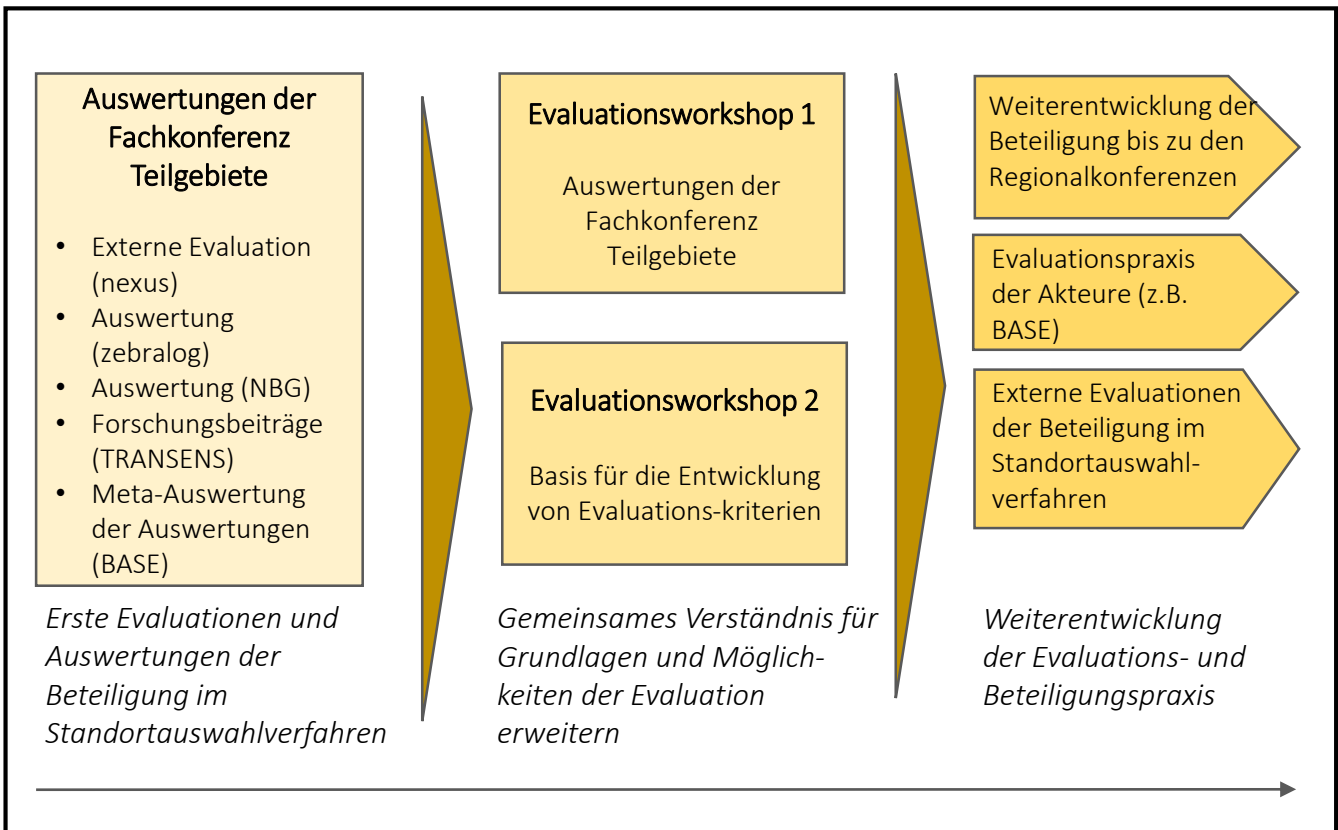 Auswertungen der
Fachkonferenz
Teilgebiete
• Externe Evaluation
(nexus)
• Auswertung
(zebralog)
• Auswertung (NBG)
• Forschungsbeiträge
(TRANSENS)
• Meta-Auswertung
der Auswertungen
(BASE)
Erste Evaluationen und
Auswertungen der
Beteiligung im
Standortauswahlverfahren
Evaluationsworkshop 1
Auswertungen der
Fachkonferenz
Teilgebiete
Evaluationsworkshop 2
Basis für die Entwicklung
von Evaluations-kriterien
Gemeinsames Verständnis für
Grundlagen und Möglich-
keiten der Evaluation
erweitern
Weiterentwicklung der
Beteiligung bis zu den
Regionalkonferenzen
Evaluationspraxis
der Akteure (z.B.
BASE)
Externe Evaluationen
der Beteiligung im
Standortauswahl-
verfahren
Weiterentwicklung
der Evaluations- und
Beteiligungspraxis